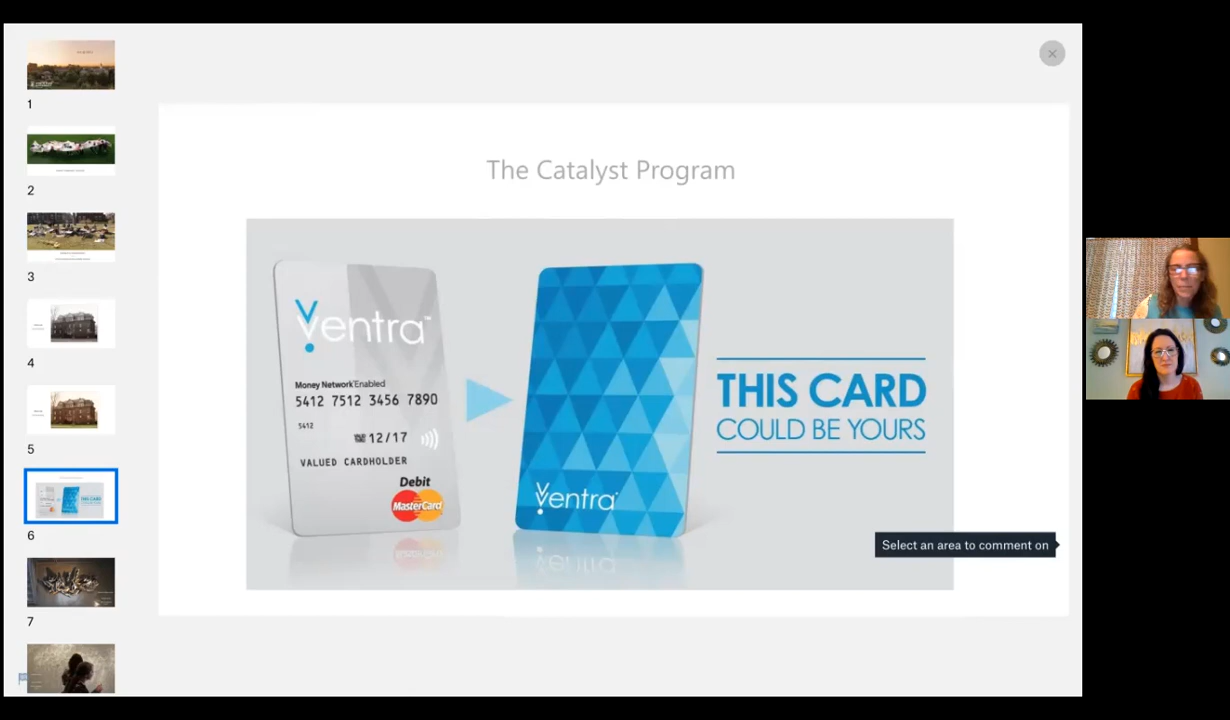 1
2
3
4
5
6
7
The Catalyst Program
Ventra™
Money Network Enabled
5412 7512 3456 7890
5412
12/17
VALUED CARDHOLDER
Debit
MasterCard
Ventra
THIS CARD
COULD BE YOURS
Select an area to comment on